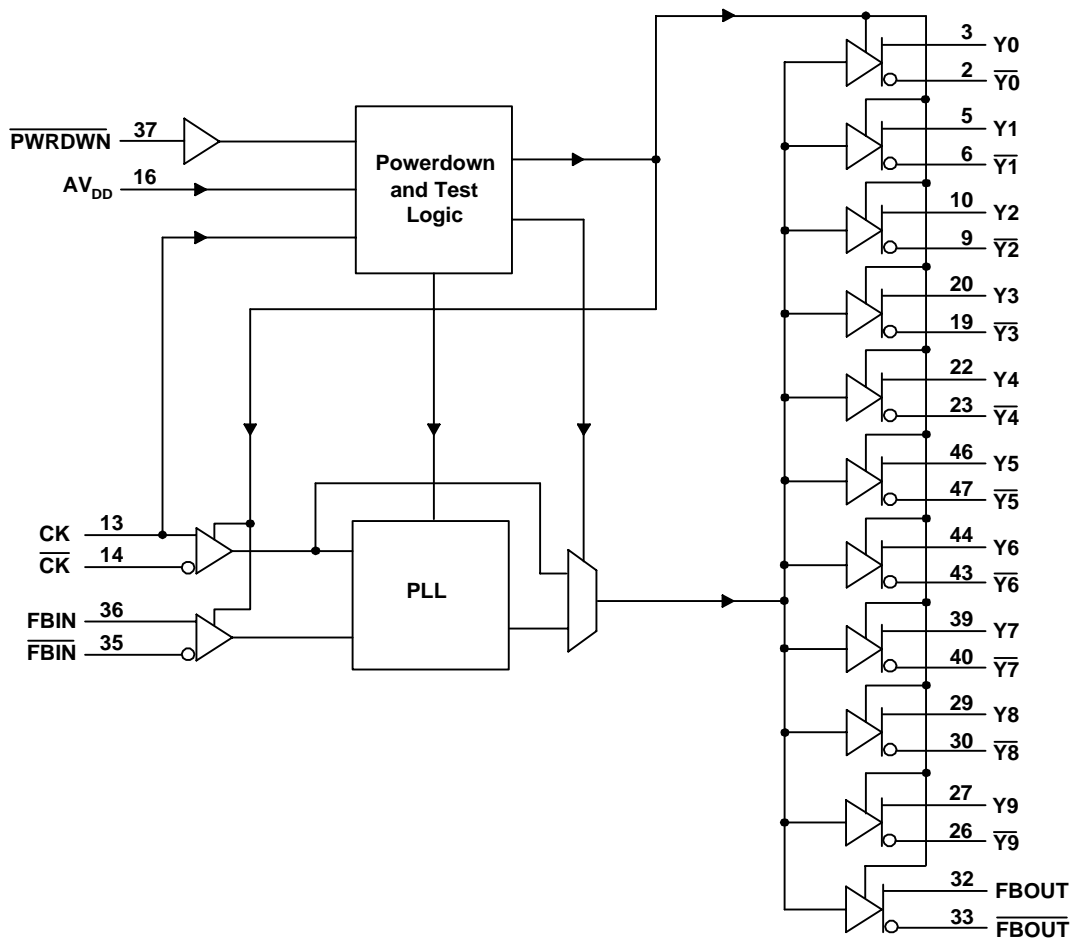 3 Y0
2 Y0
5 Y1
6 Y1
10 Y2
9 Y2
20 Y3
19 Y3
22 Y4
23 Y4
46 Y5
47 Y5
44 Y6
43 Y6
39 Y7
40 Y7
29 Y8
30 Y8
27 Y9
26 Y9
32 FBOUT
33 FBOUT
PWRDWN 37
AVDD 16
Powerdown
and Test
Logic
CK 13
CK 14
FBIN 36
FBIN 35
PLL